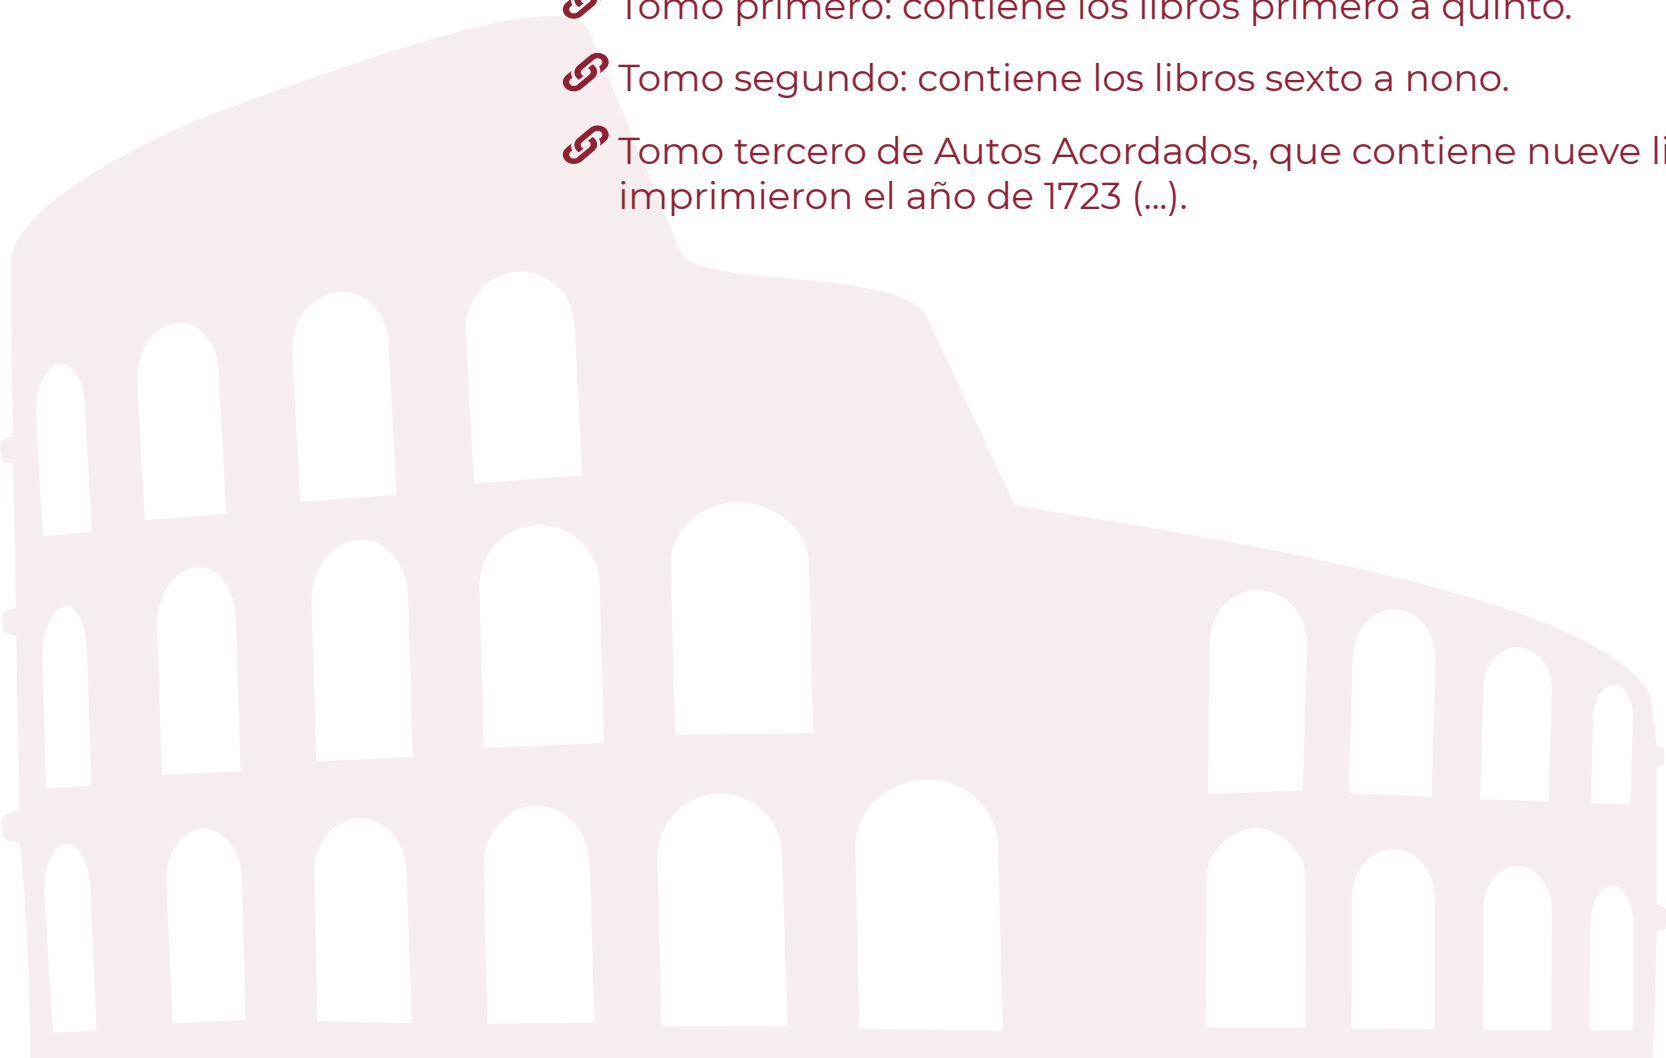 Tomo primero: contiene los libros primero a quinto.
Tomo segundo: contiene los libros sexto a nono.
Tomo tercero de Autos Acordados, que contiene nueve
imprimieron el año de 1723 (...).